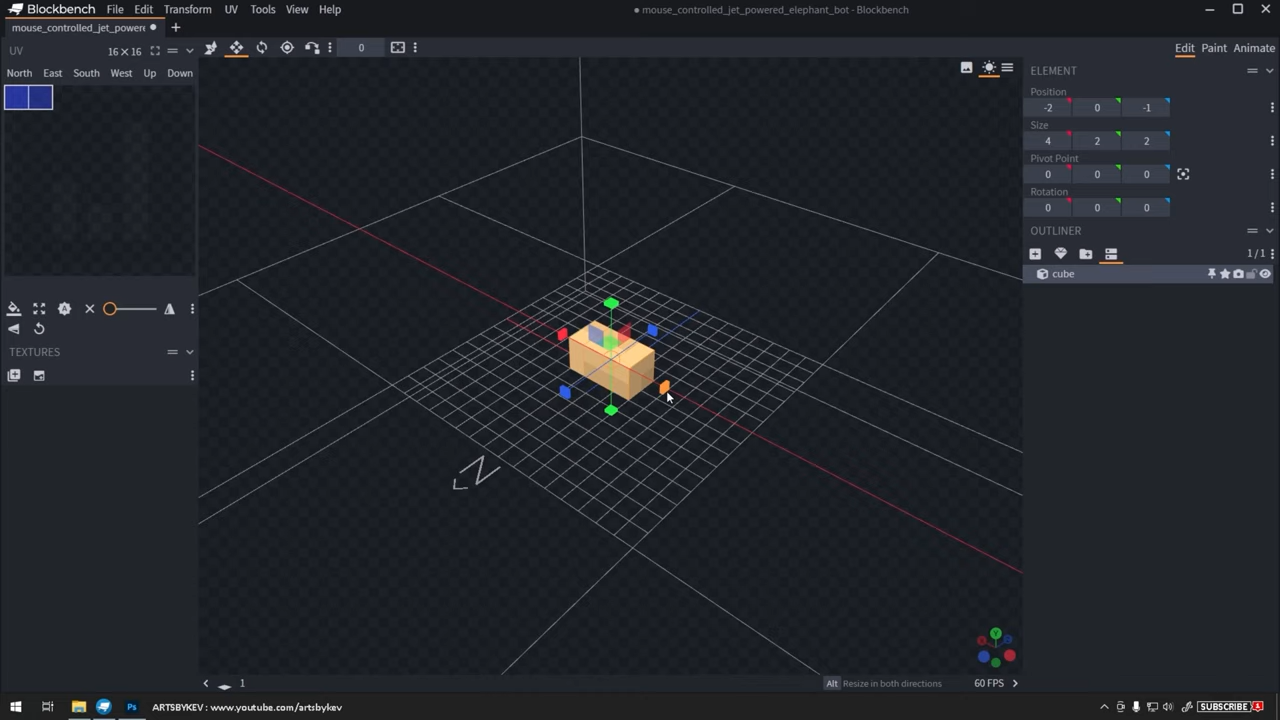 Blockbench File Edit Transform UV Tools View Help
mouse_controlled_jet_powered_elephant_bot - Blockbench
mouse_controlled_jet_powere
UV 16×16
0
Edit Paint Animate
North East South West Up Down
ELEMENT
Position
-2 0 -1
Size
4 2 2
Pivot Point
0 0 0
Rotation
0 0 0
OUTLINER
1/1
cube
TEXTURES
N
1
Alt Resize in both directions 60 FPS
Ps ARTSBYKEV : www.youtube.com/artsbykev
SUBSCRIBE